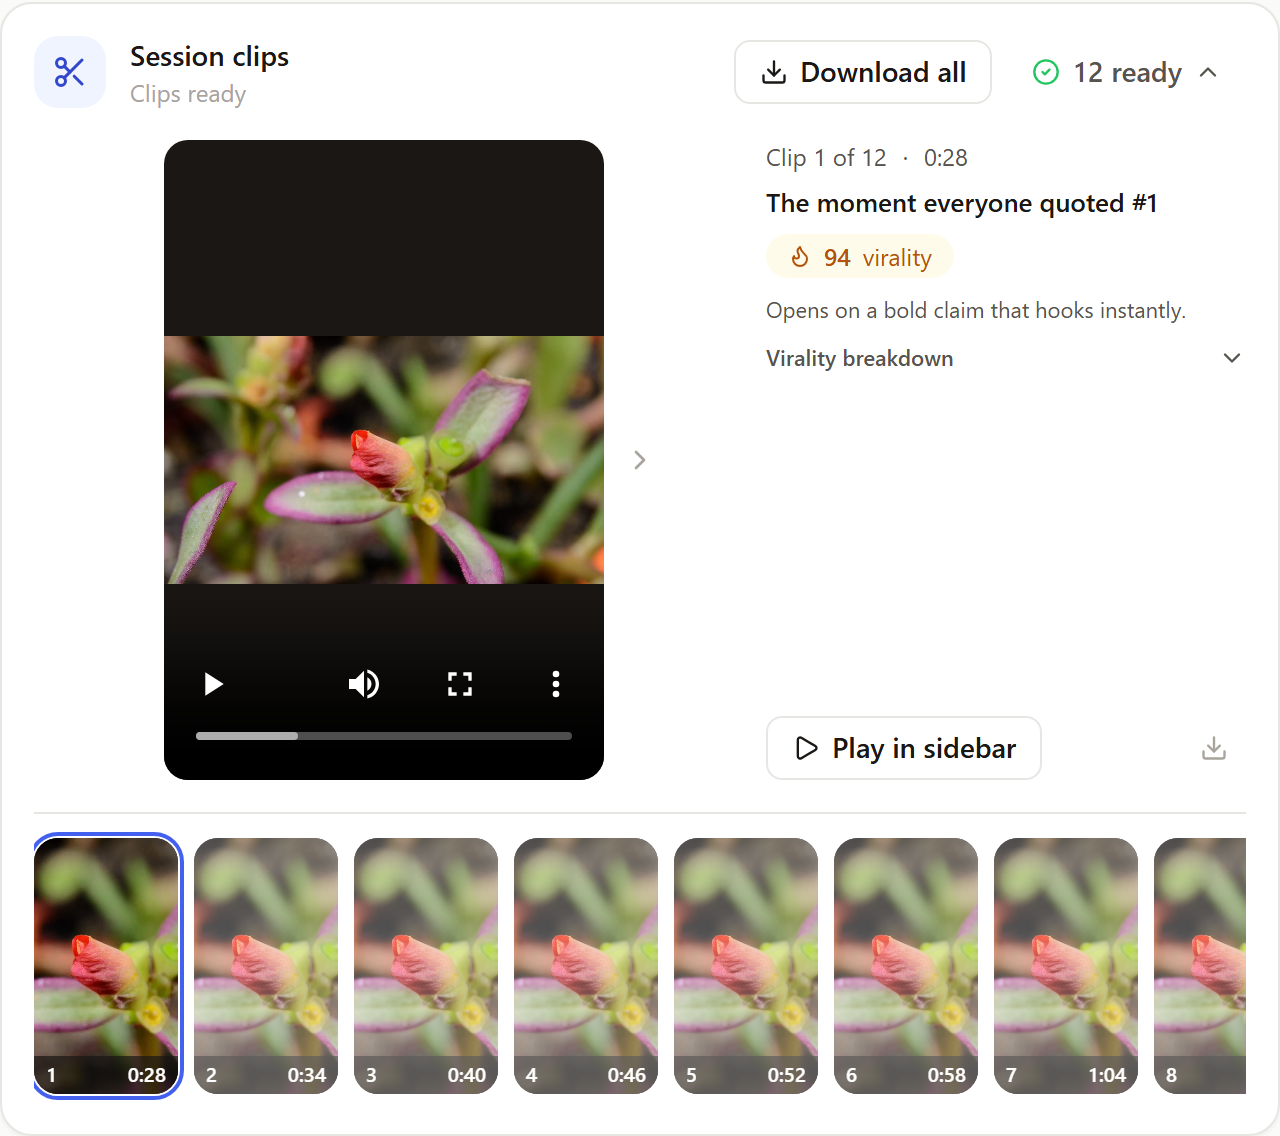 Session clips
Clips ready
Download all
12 ready
Clip 1 of 12 · 0:28
The moment everyone quoted #1
94 virality
Opens on a bold claim that hooks instantly.
Virality breakdown
Play in sidebar
1 0:28
2 0:34
3 0:40
4 0:46
5 0:52
6 0:58
7 1:04
8